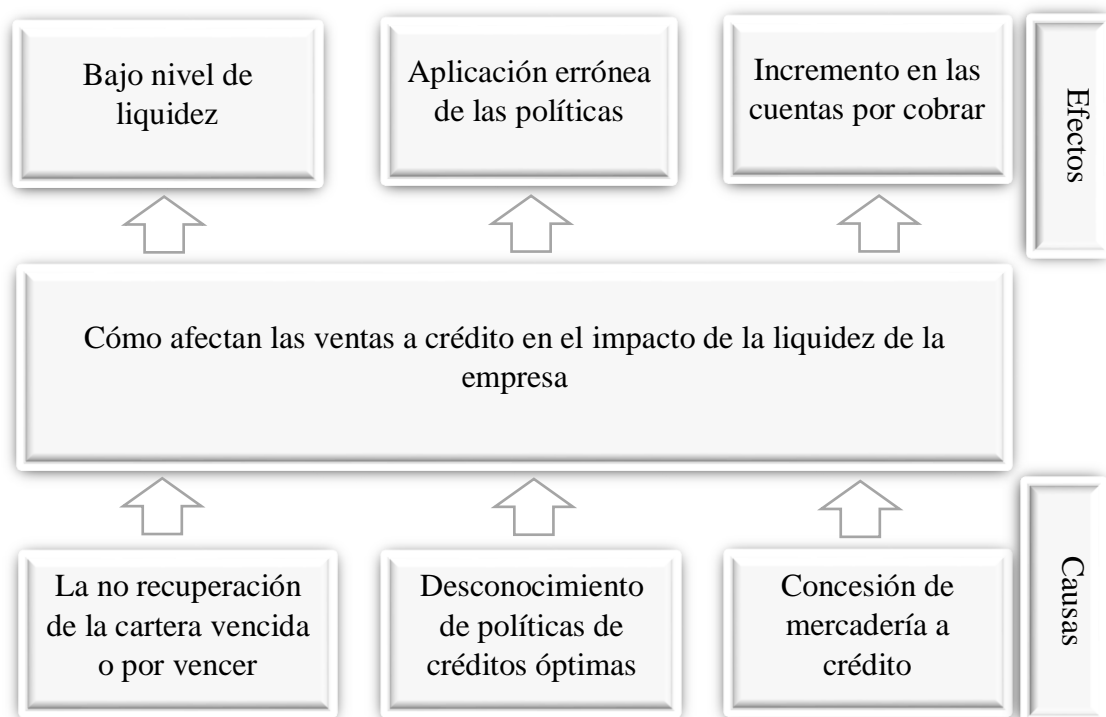 Bajo nivel de
liquidez
Aplicación errónea
de las políticas
Incremento en las
cuentas por cobrar
Efectos
Cómo afectan las ventas a crédito en el impacto de la liquidez de la
empresa
La no recuperación
de la cartera vencida
o por vencer
Desconocimiento
de políticas de
créditos óptimas
Concesión de
mercadería a
crédito
Causas